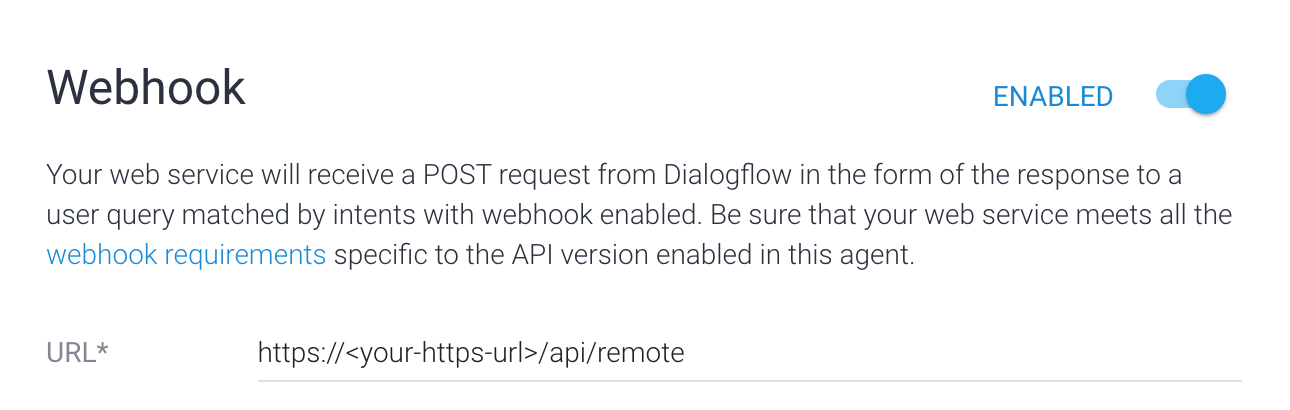 Webhook
ENABLED
Your web service will receive a POST request from Dialogflow in the form of the response to a
user query matched by intents with webhook enabled. Be sure that your web service meets all the
webhook requirements specific to the API version enabled in this agent.
URL*
https://<your-https-url>/api/remote